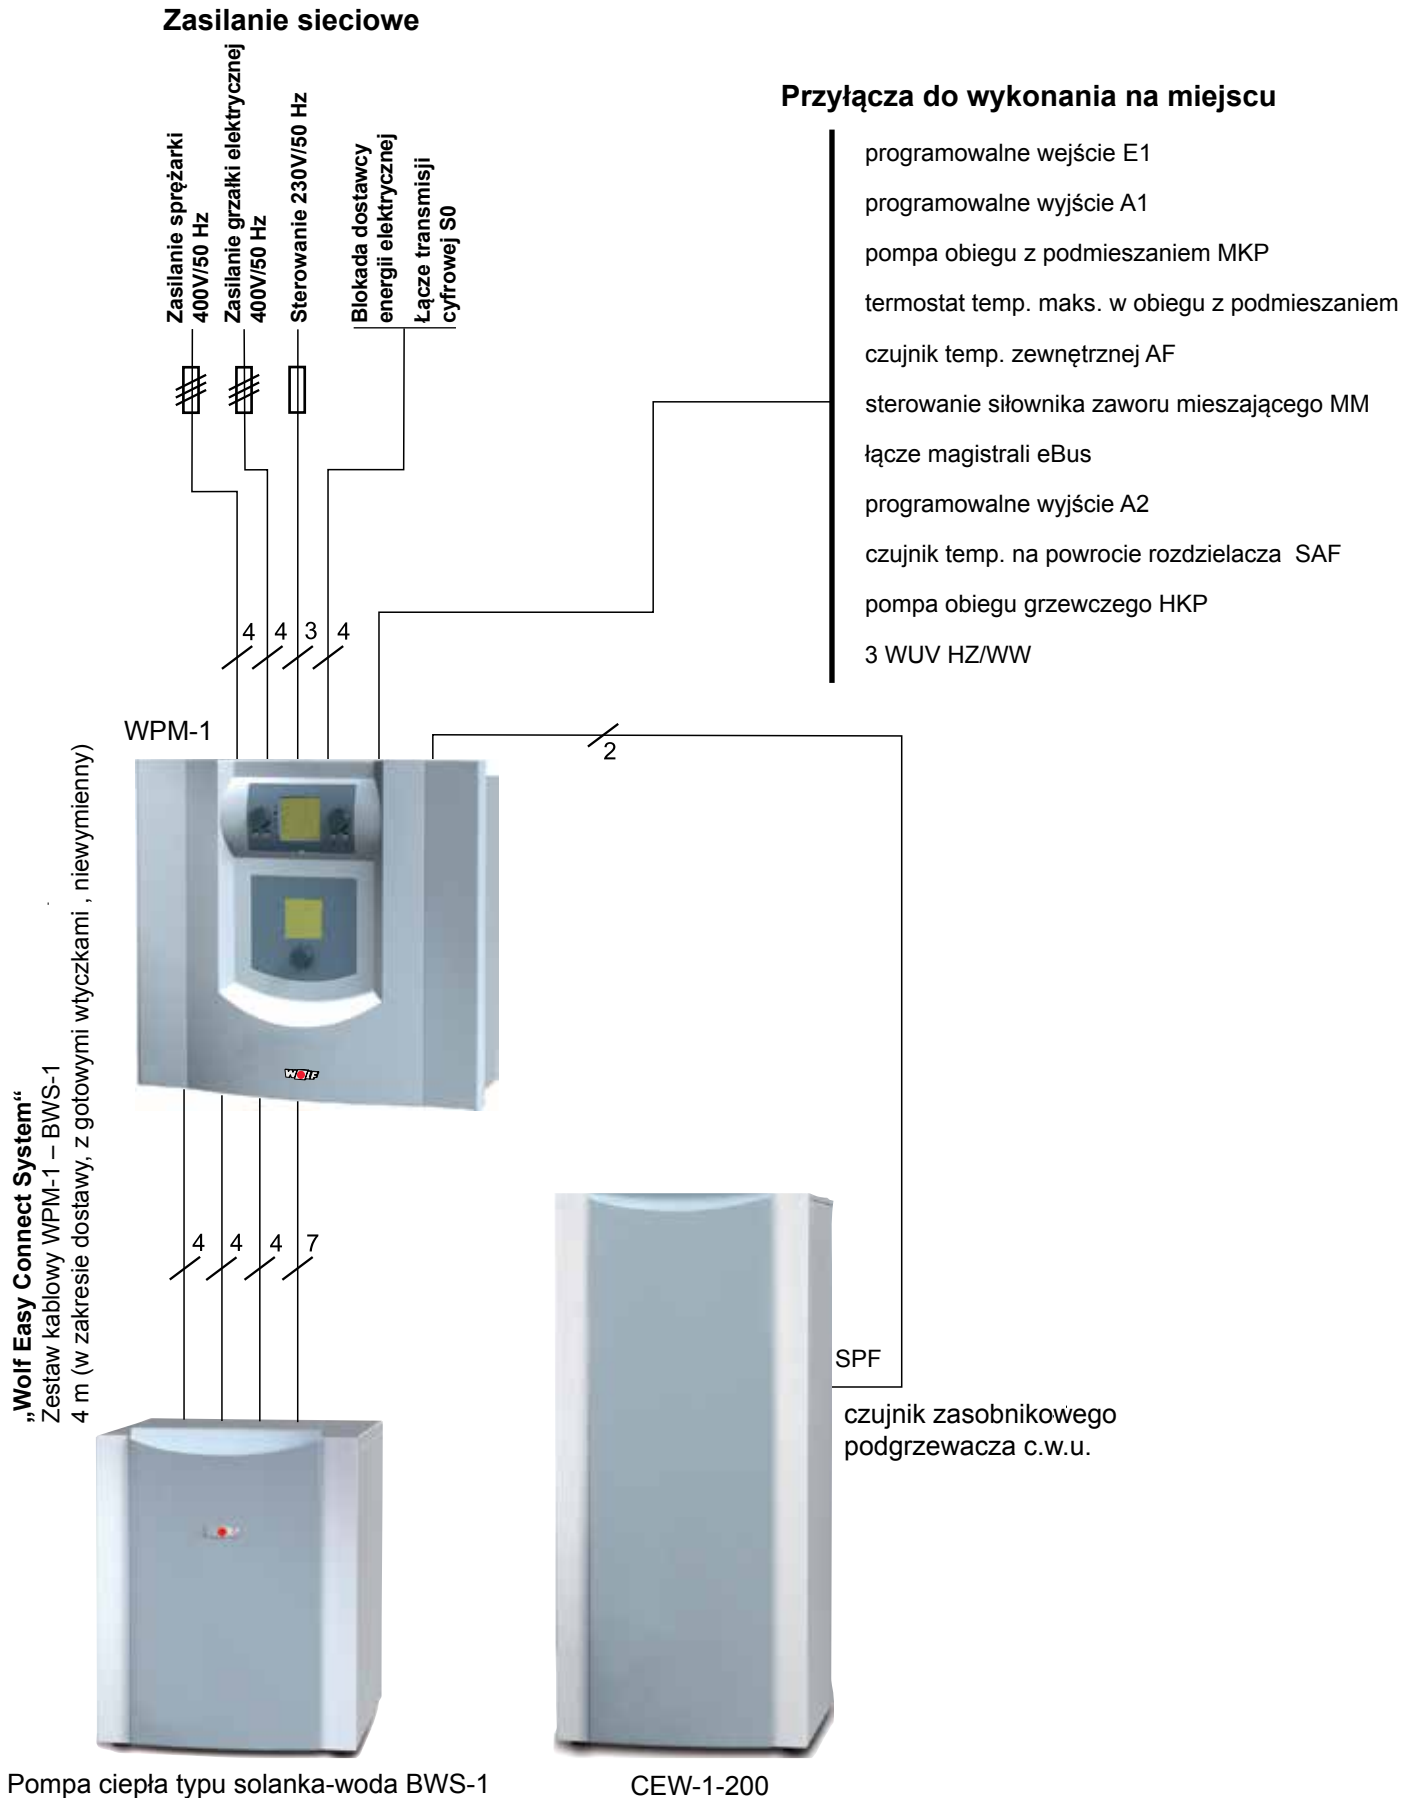 Zasilanie sieciowe
Zasilanie sprężarki
400V/50 Hz
Zasilanie grzałki elektrycznej
400V/50 Hz
Sterowanie 230V/50 Hz
Blokada dostawcy
energii elektrycznej
Łącze transmisji
cyfrowej S0
Przyłącza do wykonania na miejscu
programowalne wejście E1
programowalne wyjście A1
pompa obiegu z podmieszaniem MKP
termostat temp. maks. w obiegu z podmieszaniem
czujnik temp. zewnętrznej AF
sterowanie siłownika zaworu mieszającego MM
łącze magistrali eBus
programowalne wyjście A2
czujnik temp. na powrocie rozdzielacza SAF
pompa obiegu grzewczego HKP
3 WUV HZ/WW
4 4 3 4
WPM-1
2
WOLF
„Wolf Easy Connect System“
Zestaw kablowy WPM-1 – BWS-1
4 m (w zakresie dostawy, z gotowymi wtyczkami , niewymienny)
4 4 4 7
SPF
czujnik zasobnikowego
podgrzewacza c.w.u.
Pompa ciepła typu solanka-woda BWS-1
CEW-1-200